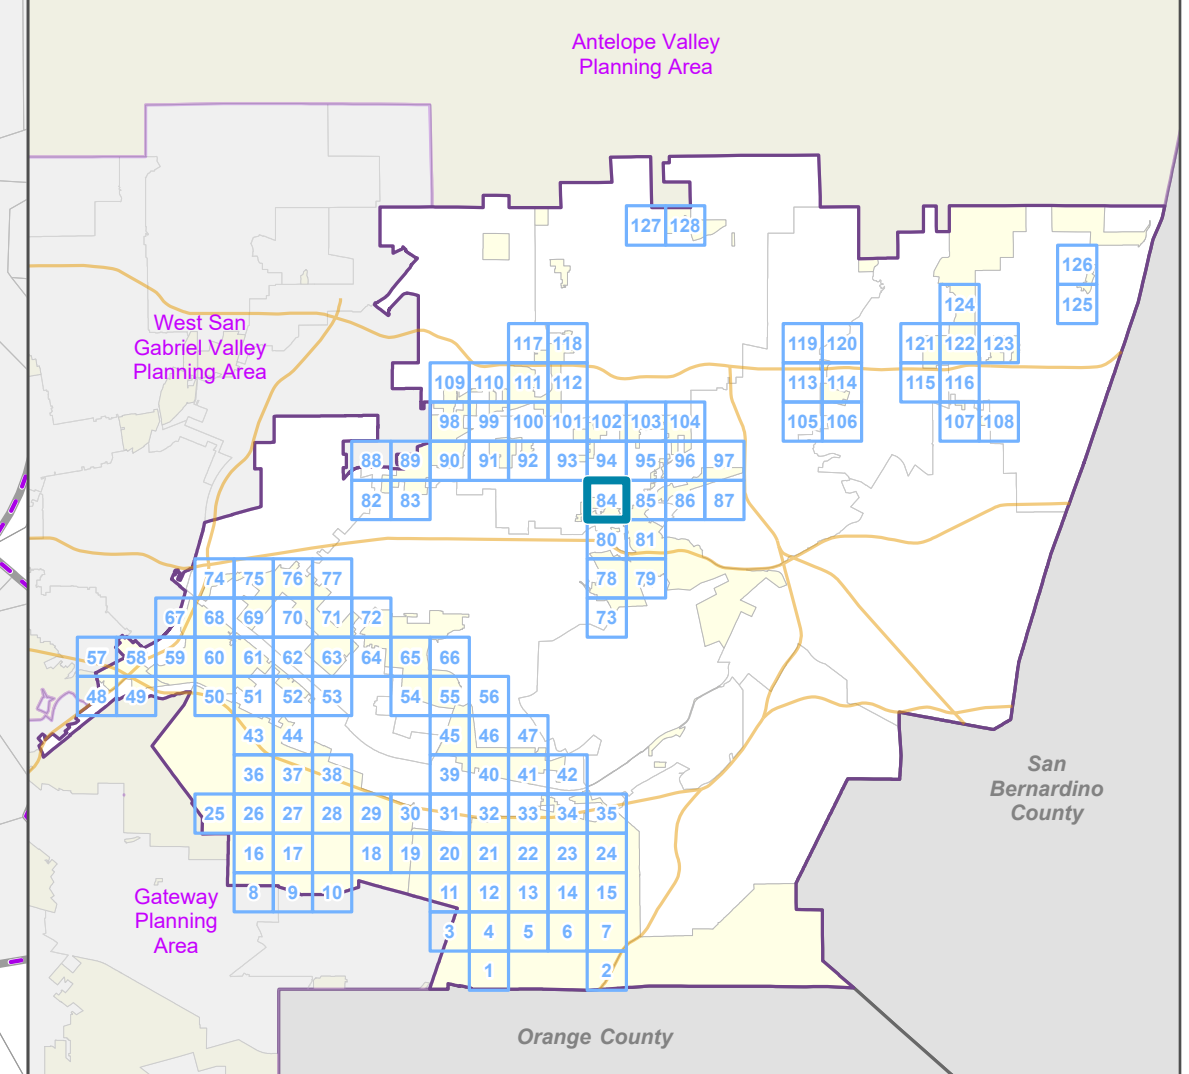 Antelope Valley
Planning Area
127 128
126
124 125
West San
Gabriel Valley
Planning Area
117 118 119 120 121 122 123
109 110 111 112 113 114 115 116
98 99 100 101 102 103 104 105 106 107 108
88 89 90 91 92 93 94 95 96 97
82 83 84 85 86 87
80 81
74 75 76 77 78 79
67 68 69 70 71 72 73
57 58 59 60 61 62 63 64 65 66
48 49 50 51 52 53 54 55 56
43 44 45 46 47
36 37 38 39 40 41 42
San
Bernardino
County
25 26 27 28 29 30 31 32 33 34 35
16 17 18 19 20 21 22 23 24
8 9 10 11 12 13 14 15
Gateway
Planning
Area
3 4 5 6 7
1 2
Orange County